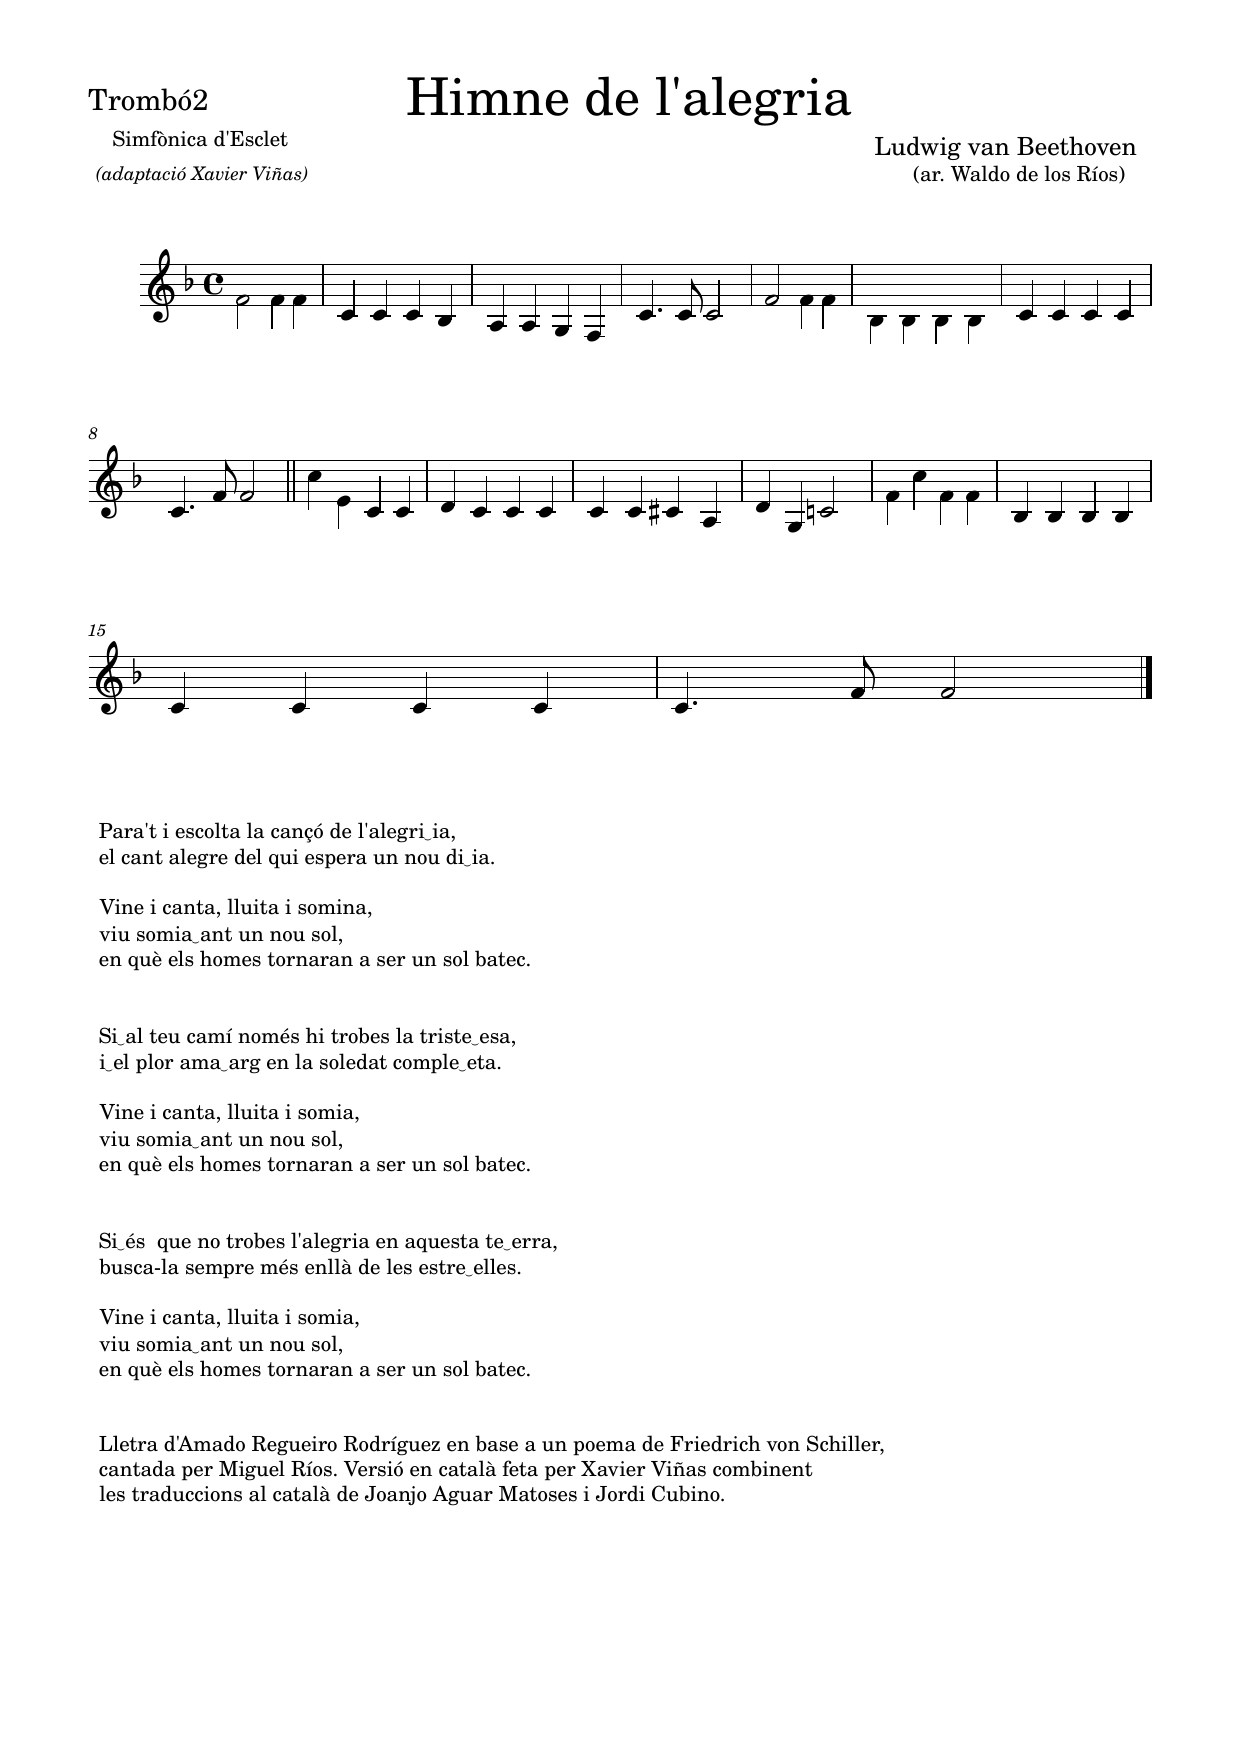 Trombó2
Himne de l'alegria
Simfònica d'Esclet
Ludwig van Beethoven
(adaptació Xavier Viñas)
(ar. Waldo de los Ríos)
8
15
Para't i escolta la cançó de l'alegri‿ia,
el cant alegre del qui espera un nou di‿ia.
Vine i canta, lluita i somina,
viu somia‿ant un nou sol,
en què els homes tornaran a ser un sol batec.
Si‿al teu camí només hi trobes la triste‿esa,
i‿el plor ama‿arg en la soledat comple‿eta.
Vine i canta, lluita i somia,
viu somia‿ant un nou sol,
en què els homes tornaran a ser un sol batec.
Si‿és  que no trobes l'alegria en aquesta te‿erra,
busca-la sempre més enllà de les estre‿elles.
Vine i canta, lluita i somia,
viu somia‿ant un nou sol,
en què els homes tornaran a ser un sol batec.
Lletra d'Amado Regueiro Rodríguez en base a un poema de Friedrich von Schiller,
cantada per Miguel Ríos. Versió en català feta per Xavier Viñas combinent
les traduccions al català de Joanjo Aguar Matoses i Jordi Cubino.